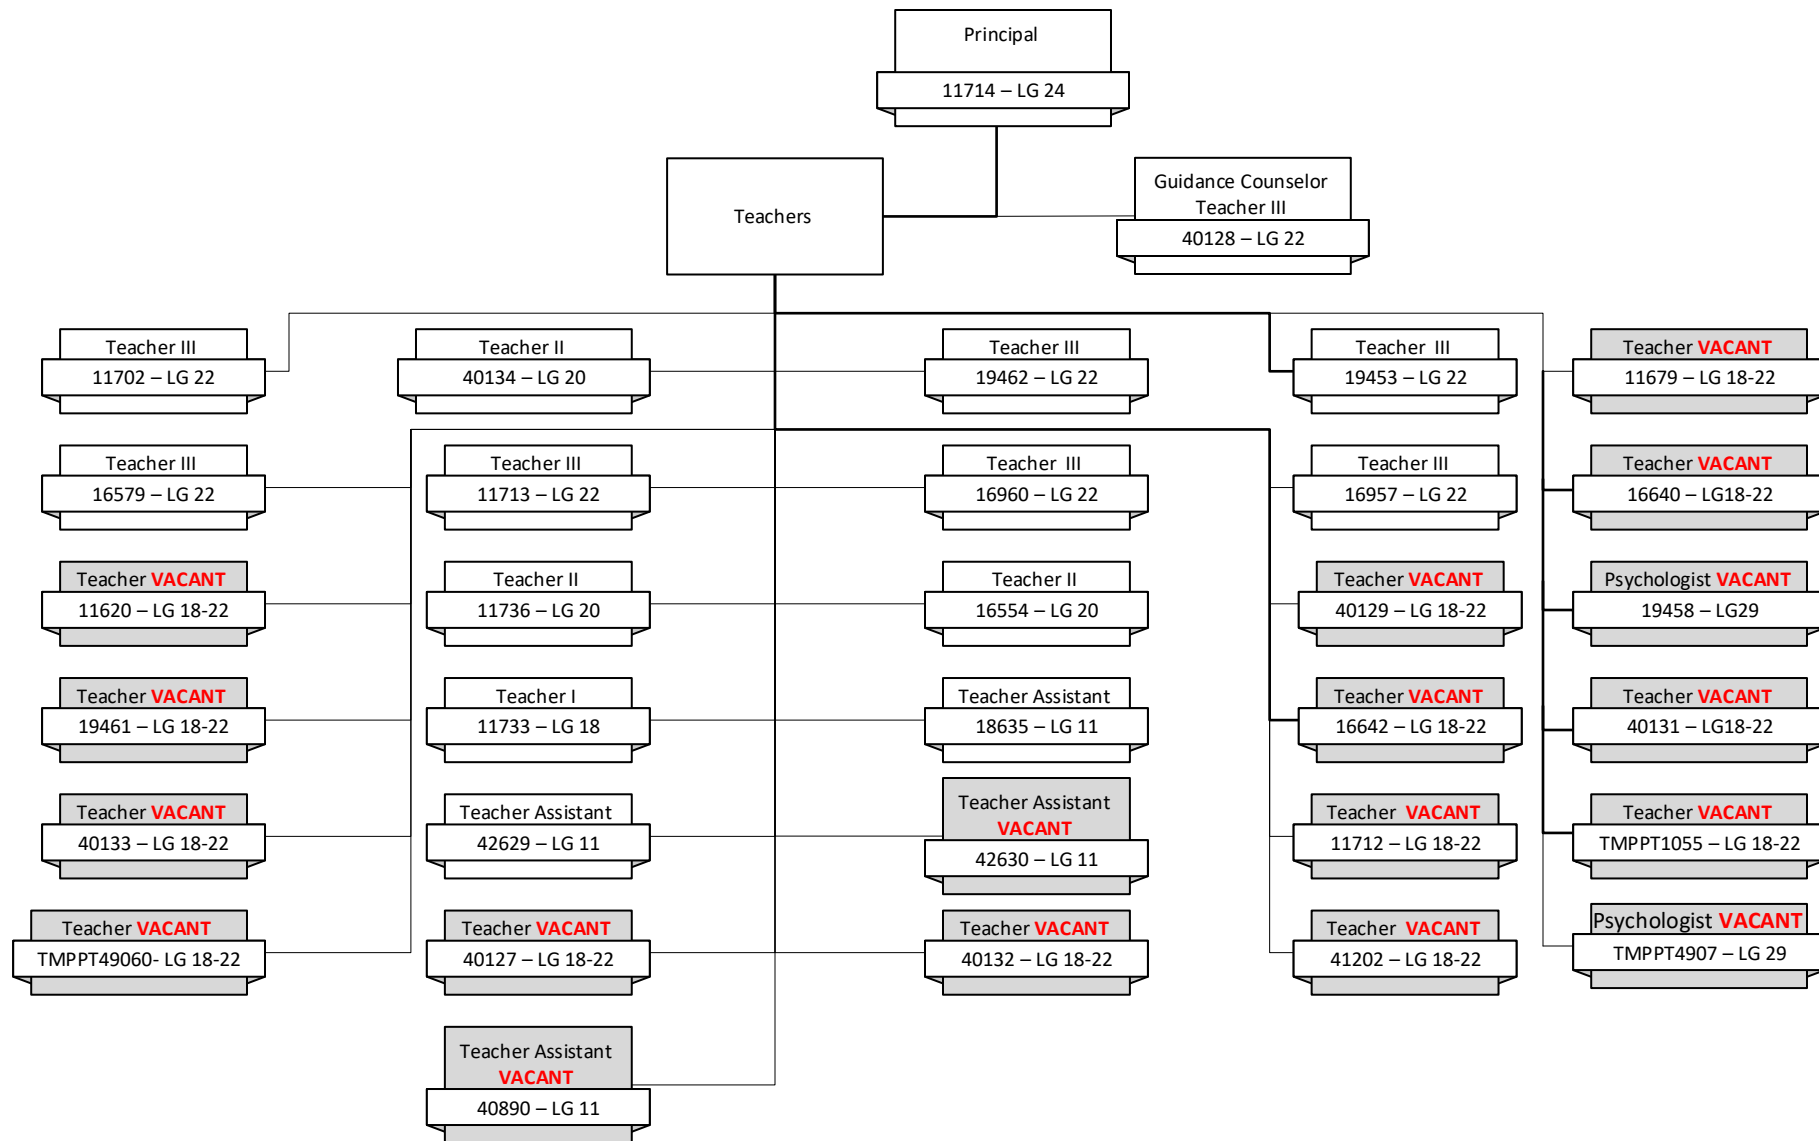 Principal
11714 – LG 24
Teachers
Guidance Counselor
Teacher III
40128 – LG 22
Teacher III
11702 – LG 22
Teacher II
40134 – LG 20
Teacher III
19462 – LG 22
Teacher III
19453 – LG 22
Teacher VACANT
11679 – LG 18-22
Teacher III
16579 – LG 22
Teacher III
11713 – LG 22
Teacher III
16960 – LG 22
Teacher III
16957 – LG 22
Teacher VACANT
16640 – LG18-22
Teacher VACANT
11620 – LG 18-22
Teacher II
11736 – LG 20
Teacher II
16554 – LG 20
Teacher VACANT
40129 – LG 18-22
Psychologist VACANT
19458 – LG29
Teacher VACANT
19461 – LG 18-22
Teacher I
11733 – LG 18
Teacher Assistant
18635 – LG 11
Teacher VACANT
16642 – LG 18-22
Teacher VACANT
40131 – LG18-22
Teacher VACANT
40133 – LG 18-22
Teacher Assistant
42629 – LG 11
Teacher Assistant
VACANT
42630 – LG 11
Teacher VACANT
11712 – LG 18-22
Teacher VACANT
TMPPT1055 – LG 18-22
Teacher VACANT
TMPPT49060- LG 18-22
Teacher VACANT
40127 – LG 18-22
Teacher VACANT
40132 – LG 18-22
Teacher VACANT
41202 – LG 18-22
Psychologist VACANT
TMPPT4907 – LG 29
Teacher Assistant
VACANT
40890 – LG 11